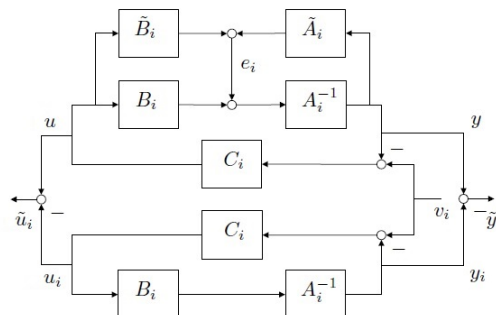 B̃ᵢ Ãᵢ
eᵢ
Bᵢ Aᵢ⁻¹
u y
−
Cᵢ
ũᵢ − vᵢ − ỹ
Cᵢ
−
uᵢ yᵢ
Bᵢ Aᵢ⁻¹